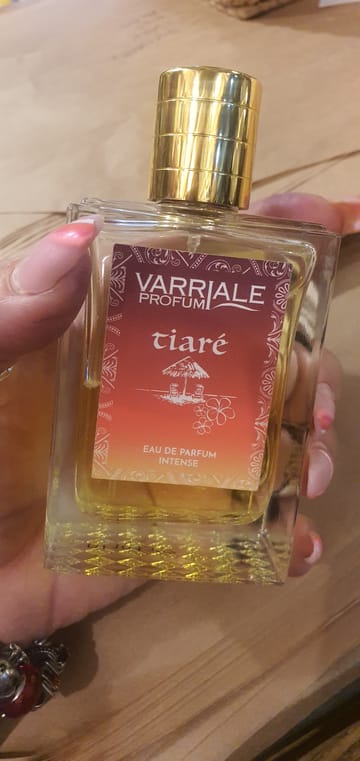 VARRIALE
PROFUMI
tiaré
EAU DE PARFUM
INTENSE